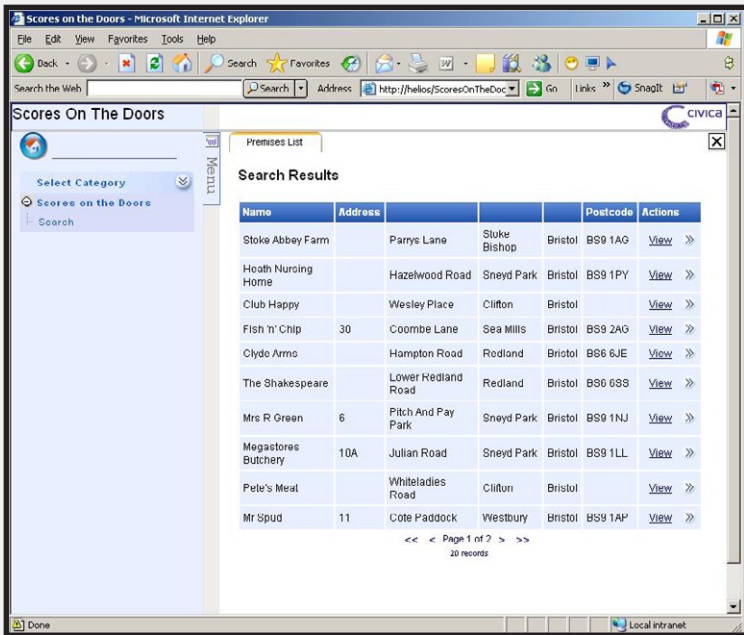 Scores on the Doors - Microsoft Internet Explorer
File Edit View Favorites Tools Help
Back Search Favorites W
Search the Web Search Address http://helios/ScoresOnTheDoc Go Links » SnagIt
Scores On The Doors CIVICA
Menu
Select Category
Scores on the Doors
Search
Premises List
Search Results
Name Address Postcode Actions
Stoke Abbey Farm Parrys Lane Stoke Bishop Bristol BS9 1AG View »
Heath Nursing Home Hazelwood Road Sneyd Park Bristol BS9 1PY View »
Club Happy Wesley Place Clifton Bristol View »
Fish 'n' Chip 30 Coombe Lane Sea Mills Bristol BS9 2AG View »
Clyde Arms Hampton Road Redland Bristol BS6 6JE View »
The Shakespeare Lower Redland Road Redland Bristol BS6 6SS View »
Mrs R Green 6 Pitch And Pay Park Sneyd Park Bristol BS9 1NJ View »
Megastores Butchery 10A Julian Road Sneyd Park Bristol BS9 1LL View »
Pete's Meat Whiteladies Road Clifton Bristol View »
Mr Spud 11 Cote Paddock Westbury Bristol BS9 1AP View »
<< < Page 1 of 2 > >>
20 records
Done Local intranet